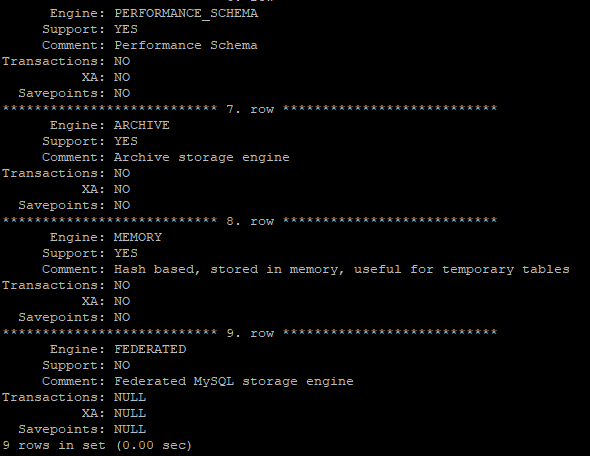 Engine: PERFORMANCE_SCHEMA
     Support: YES
     Comment: Performance Schema
Transactions: NO
          XA: NO
  Savepoints: NO
*************************** 7. row ***************************
      Engine: ARCHIVE
     Support: YES
     Comment: Archive storage engine
Transactions: NO
          XA: NO
  Savepoints: NO
*************************** 8. row ***************************
      Engine: MEMORY
     Support: YES
     Comment: Hash based, stored in memory, useful for temporary tables
Transactions: NO
          XA: NO
  Savepoints: NO
*************************** 9. row ***************************
      Engine: FEDERATED
     Support: NO
     Comment: Federated MySQL storage engine
Transactions: NULL
          XA: NULL
  Savepoints: NULL
9 rows in set (0.00 sec)